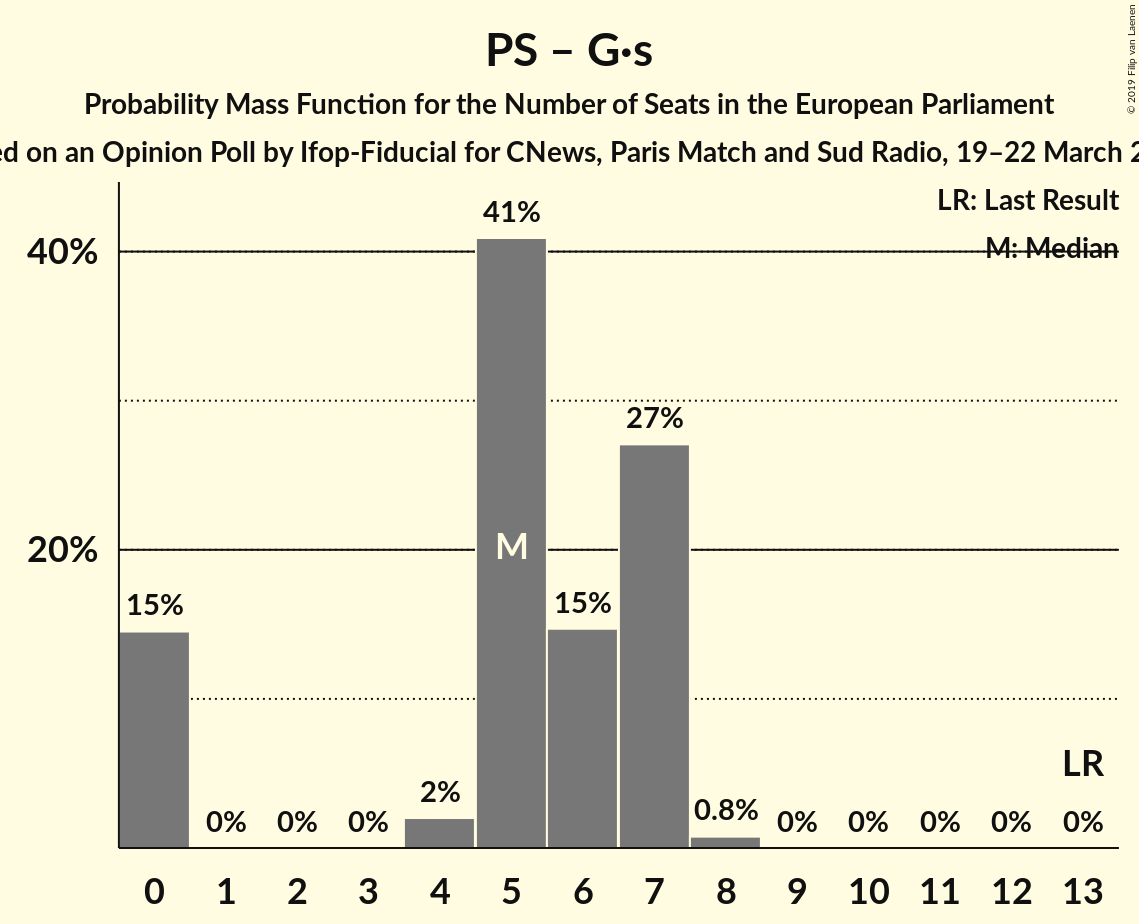 PS – G·s
Probability Mass Function for the Number of Seats in the European Parliament
on an Opinion Poll by Ifop-Fiducial for CNews, Paris Match and Sud Radio, 19–22 March
© 2019 Filip van Laenen
LR: Last Result
M: Median
40%
20%
41%
27%
M
15%
15%
2%
0.8%
LR
0% 0% 0% 0% 0% 0% 0% 0%
0 1 2 3 4 5 6 7 8 9 10 11 12 13